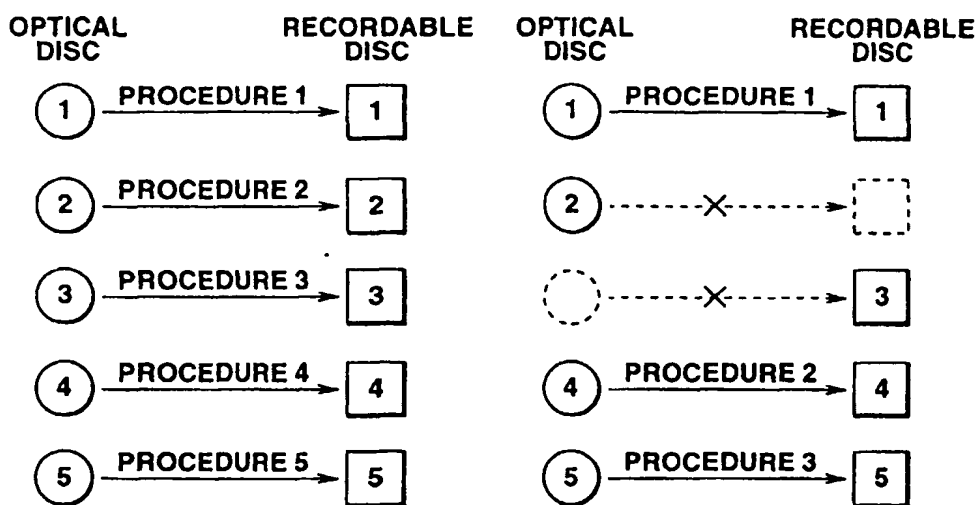 OPTICAL DISC
RECORDABLE DISC
1 PROCEDURE 1 1
2 PROCEDURE 2 2
3 PROCEDURE 3 3
4 PROCEDURE 4 4
5 PROCEDURE 5 5
OPTICAL DISC
RECORDABLE DISC
1 PROCEDURE 1 1
2
3
4 PROCEDURE 2 4
5 PROCEDURE 3 5